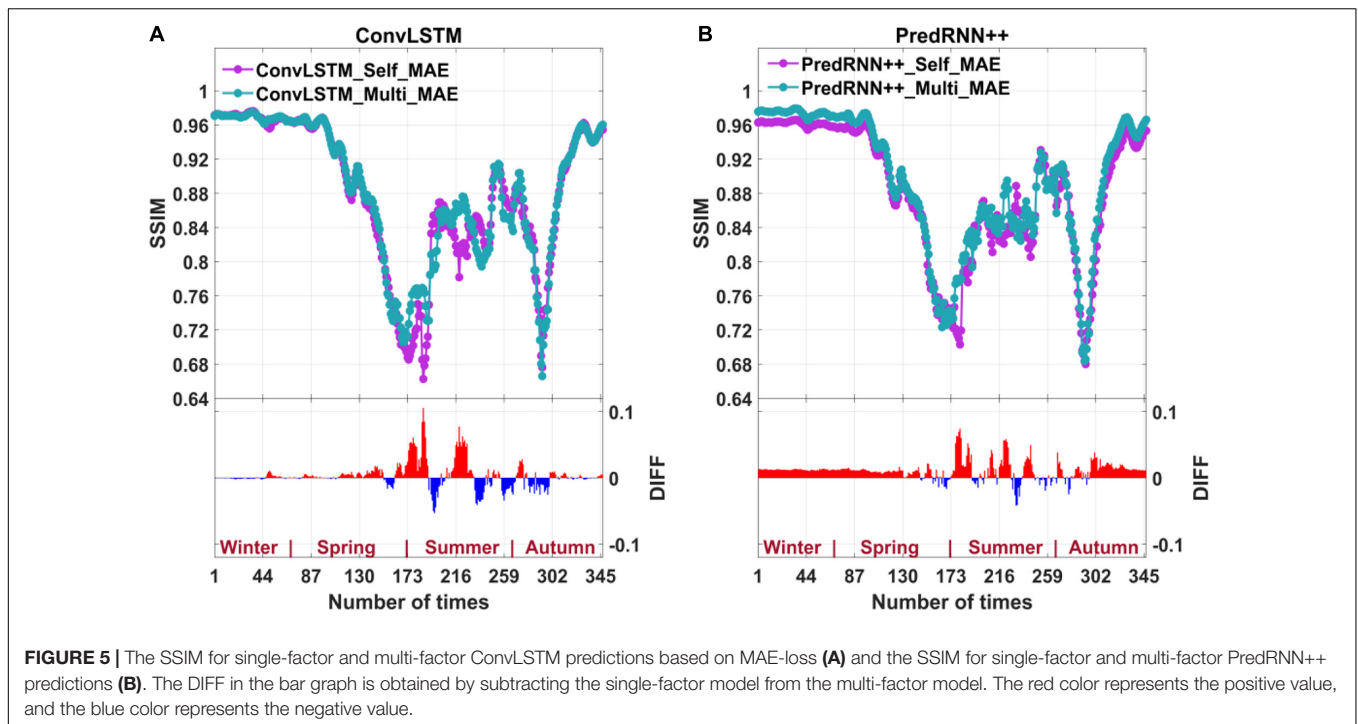 A
ConvLSTM
ConvLSTM_Self_MAE
ConvLSTM_Multi_MAE
1
0.96
0.92
0.88
0.84
0.8
0.76
0.72
0.68
0.64
SSIM
0.1
0
-0.1
DIFF
Winter | Spring | Summer | Autumn
1 44 87 130 173 216 259 302 345
Number of times
B
PredRNN++
PredRNN++_Self_MAE
PredRNN++_Multi_MAE
1
0.96
0.92
0.88
0.84
0.8
0.76
0.72
0.68
0.64
SSIM
0.1
0
-0.1
DIFF
Winter | Spring | Summer | Autumn
1 44 87 130 173 216 259 302 345
Number of times
FIGURE 5 | The SSIM for single-factor and multi-factor ConvLSTM predictions based on MAE-loss (A) and the SSIM for single-factor and multi-factor PredRNN++
predictions (B). The DIFF in the bar graph is obtained by subtracting the single-factor model from the multi-factor model. The red color represents the positive value,
and the blue color represents the negative value.